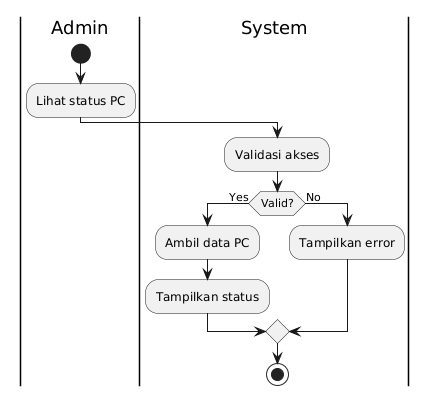 Admin
System
Lihat status PC
Validasi akses
Valid?
Yes
No
Ambil data PC
Tampilkan error
Tampilkan status